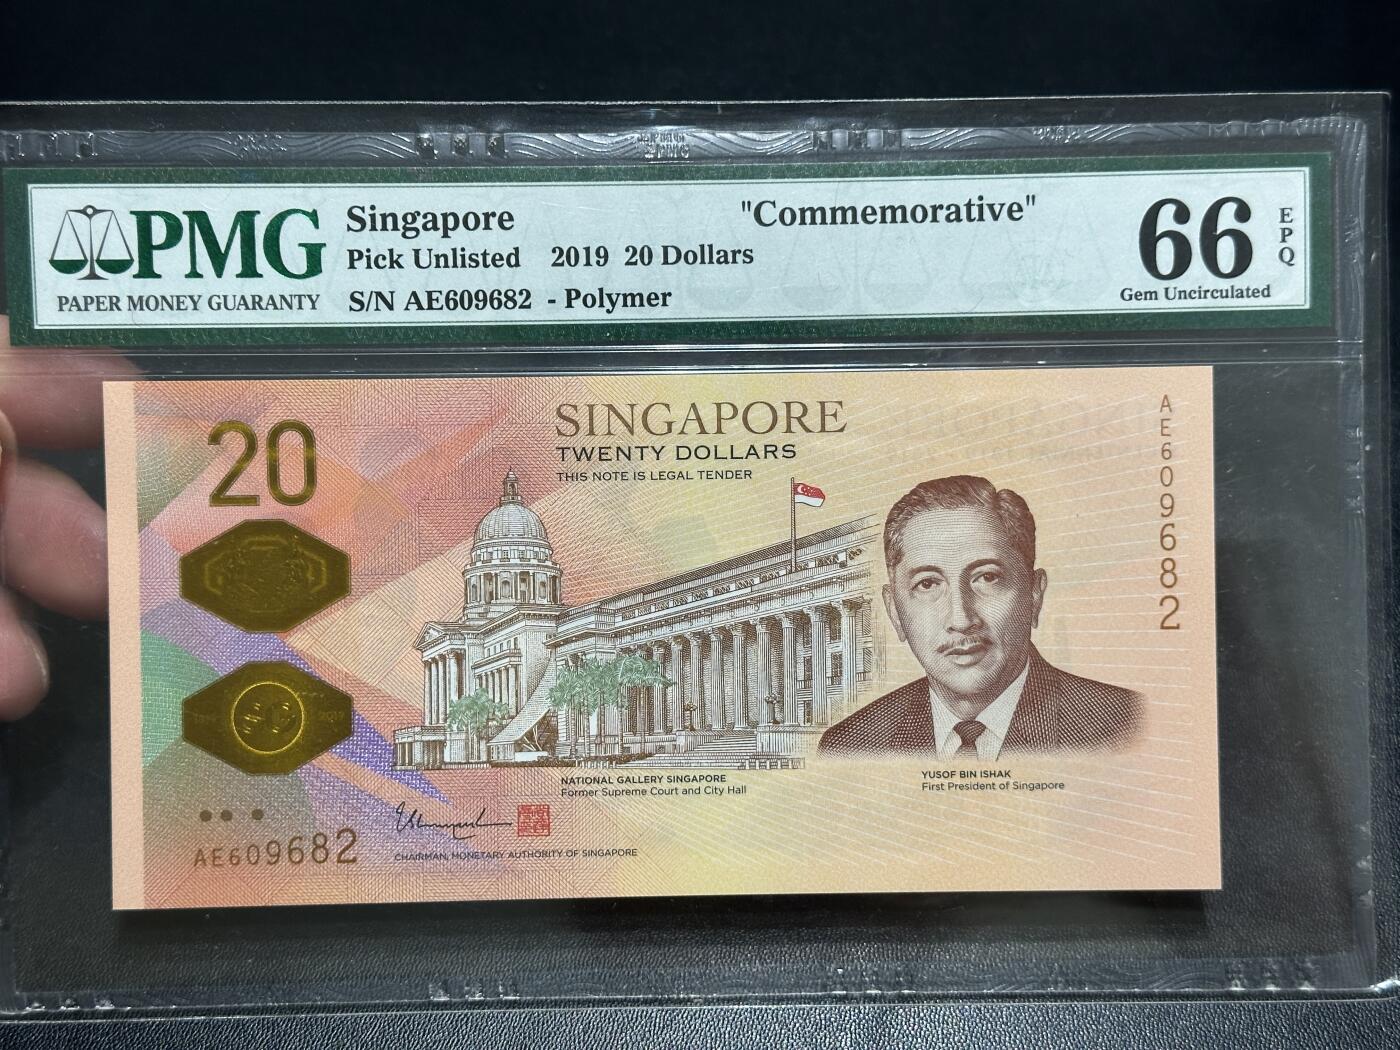 PMG
PAPER MONEY GUARANTY
Singapore
Pick Unlisted 2019 20 Dollars
S/N AE609682 - Polymer
"Commemorative"
66
EPQ
Gem Uncirculated
20
SINGAPORE
TWENTY DOLLARS
THIS NOTE IS LEGAL TENDER
AE609682
NATIONAL GALLERY SINGAPORE
Former Supreme Court and City Hall
YUSOF BIN ISHAK
First President of Singapore
2019
AE609682
CHAIRMAN, MONETARY AUTHORITY OF SINGAPORE